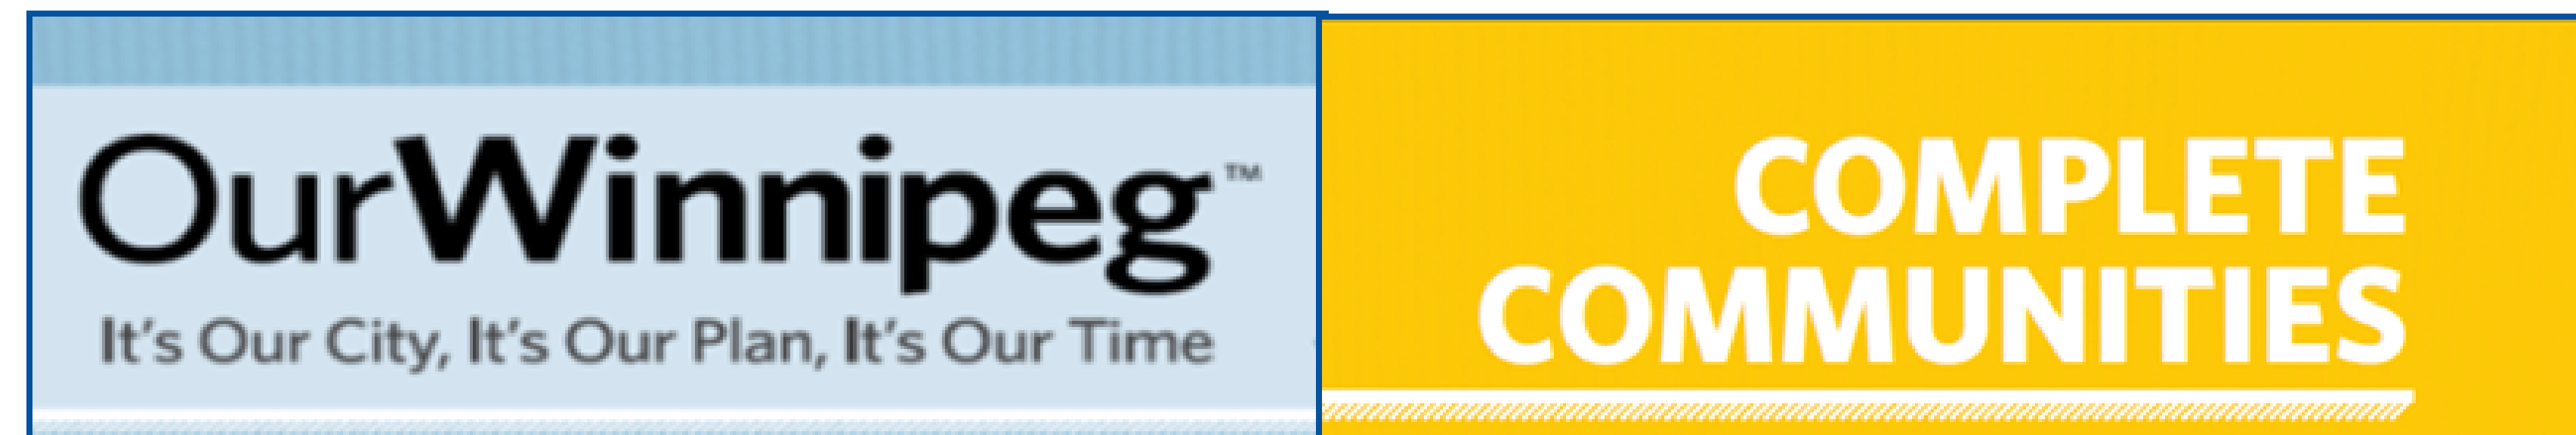 OurWinnipeg™
It's Our City, It's Our Plan, It's Our Time
COMPLETE
COMMUNITIES